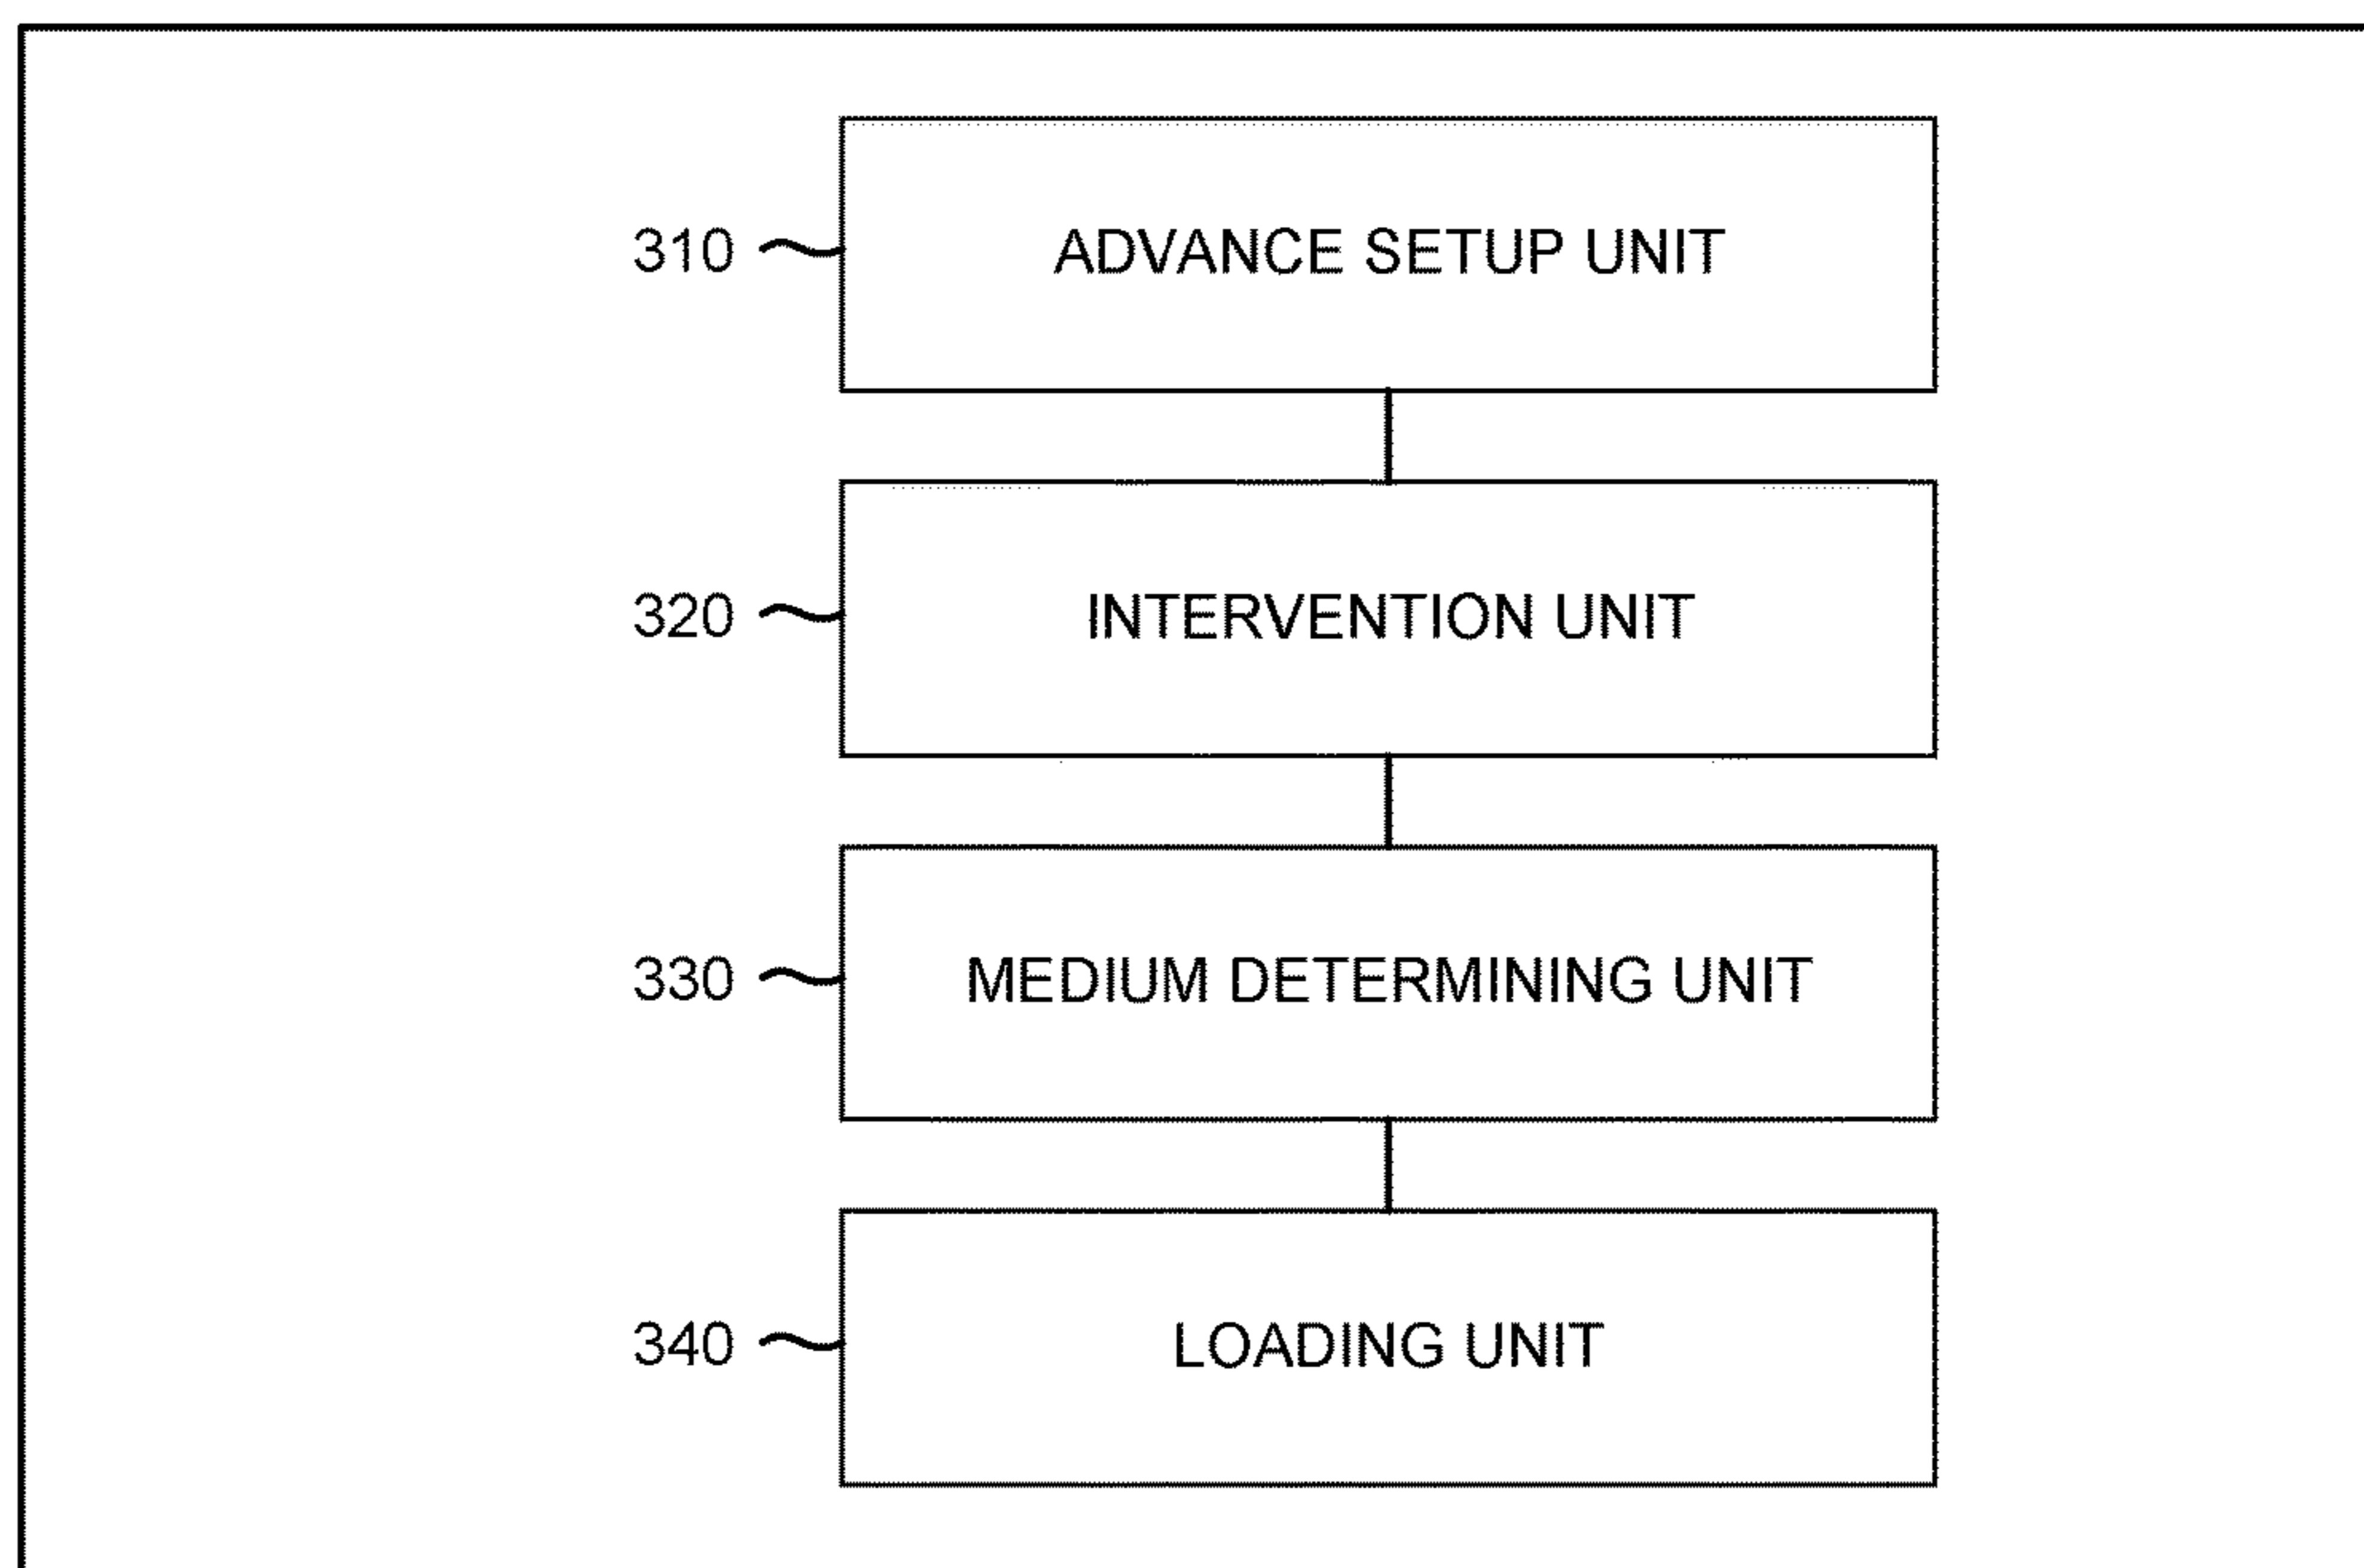 310 ADVANCE SETUP UNIT
320 INTERVENTION UNIT
330 MEDIUM DETERMINING UNIT
340 LOADING UNIT